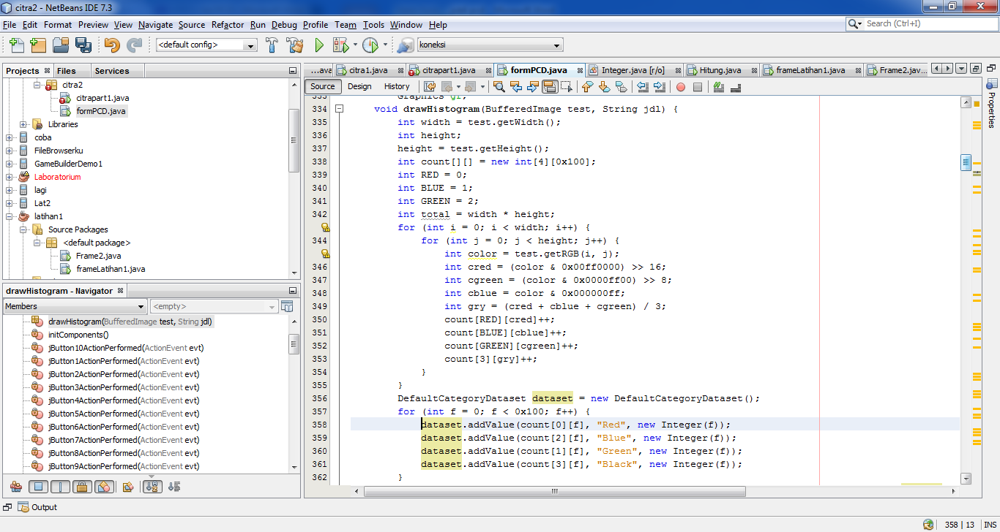 citra2 - NetBeans IDE 7.3
File Edit Format Preview View Navigate Source Refactor Run Debug Profile Team Tools Window Help
Search (Ctrl+I)
<default config>
koneksi
Projects Files Services
citra2
citrapart1.java
formPCD.java
Libraries
coba
FileBrowserku
GameBuilderDemo1
Laboratorium
lagi
Lat2
latihan1
Source Packages
<default package>
Frame2.java
frameLatihan1.java
drawHistogram - Navigator
Members
<empty>
drawHistogram(BufferedImage test, String jdl)
initComponents()
jButton10ActionPerformed(ActionEvent evt)
jButton1ActionPerformed(ActionEvent evt)
jButton2ActionPerformed(ActionEvent evt)
jButton3ActionPerformed(ActionEvent evt)
jButton4ActionPerformed(ActionEvent evt)
jButton5ActionPerformed(ActionEvent evt)
jButton6ActionPerformed(ActionEvent evt)
jButton7ActionPerformed(ActionEvent evt)
jButton8ActionPerformed(ActionEvent evt)
jButton9ActionPerformed(ActionEvent evt)
...ava citra1.java citrapart1.java formPCD.java Integer.java [r/o] Hitung.java frameLatihan1.java Frame2.jav...
Source Design History
333 Graphics g1;
334 void drawHistogram(BufferedImage test, String jdl) {
335 int width = test.getWidth();
336 int height;
337 height = test.getHeight();
338 int count[][] = new int[4][0x100];
339 int RED = 0;
340 int BLUE = 1;
341 int GREEN = 2;
342 int total = width * height;
for (int i = 0; i < width; i++) {
344 for (int j = 0; j < height; j++) {
int color = test.getRGB(i, j);
346 int cred = (color & 0x00ff0000) >> 16;
347 int cgreen = (color & 0x0000ff00) >> 8;
348 int cblue = color & 0x000000ff;
349 int gry = (cred + cblue + cgreen) / 3;
350 count[RED][cred]++;
351 count[BLUE][cblue]++;
352 count[GREEN][cgreen]++;
353 count[3][gry]++;
354 }
355 }
356 DefaultCategoryDataset dataset = new DefaultCategoryDataset();
357 for (int f = 0; f < 0x100; f++) {
358 dataset.addValue(count[0][f], "Red", new Integer(f));
359 dataset.addValue(count[2][f], "Blue", new Integer(f));
360 dataset.addValue(count[1][f], "Green", new Integer(f));
361 dataset.addValue(count[3][f], "Black", new Integer(f));
362 }
Properties
Output
358 | 13 INS